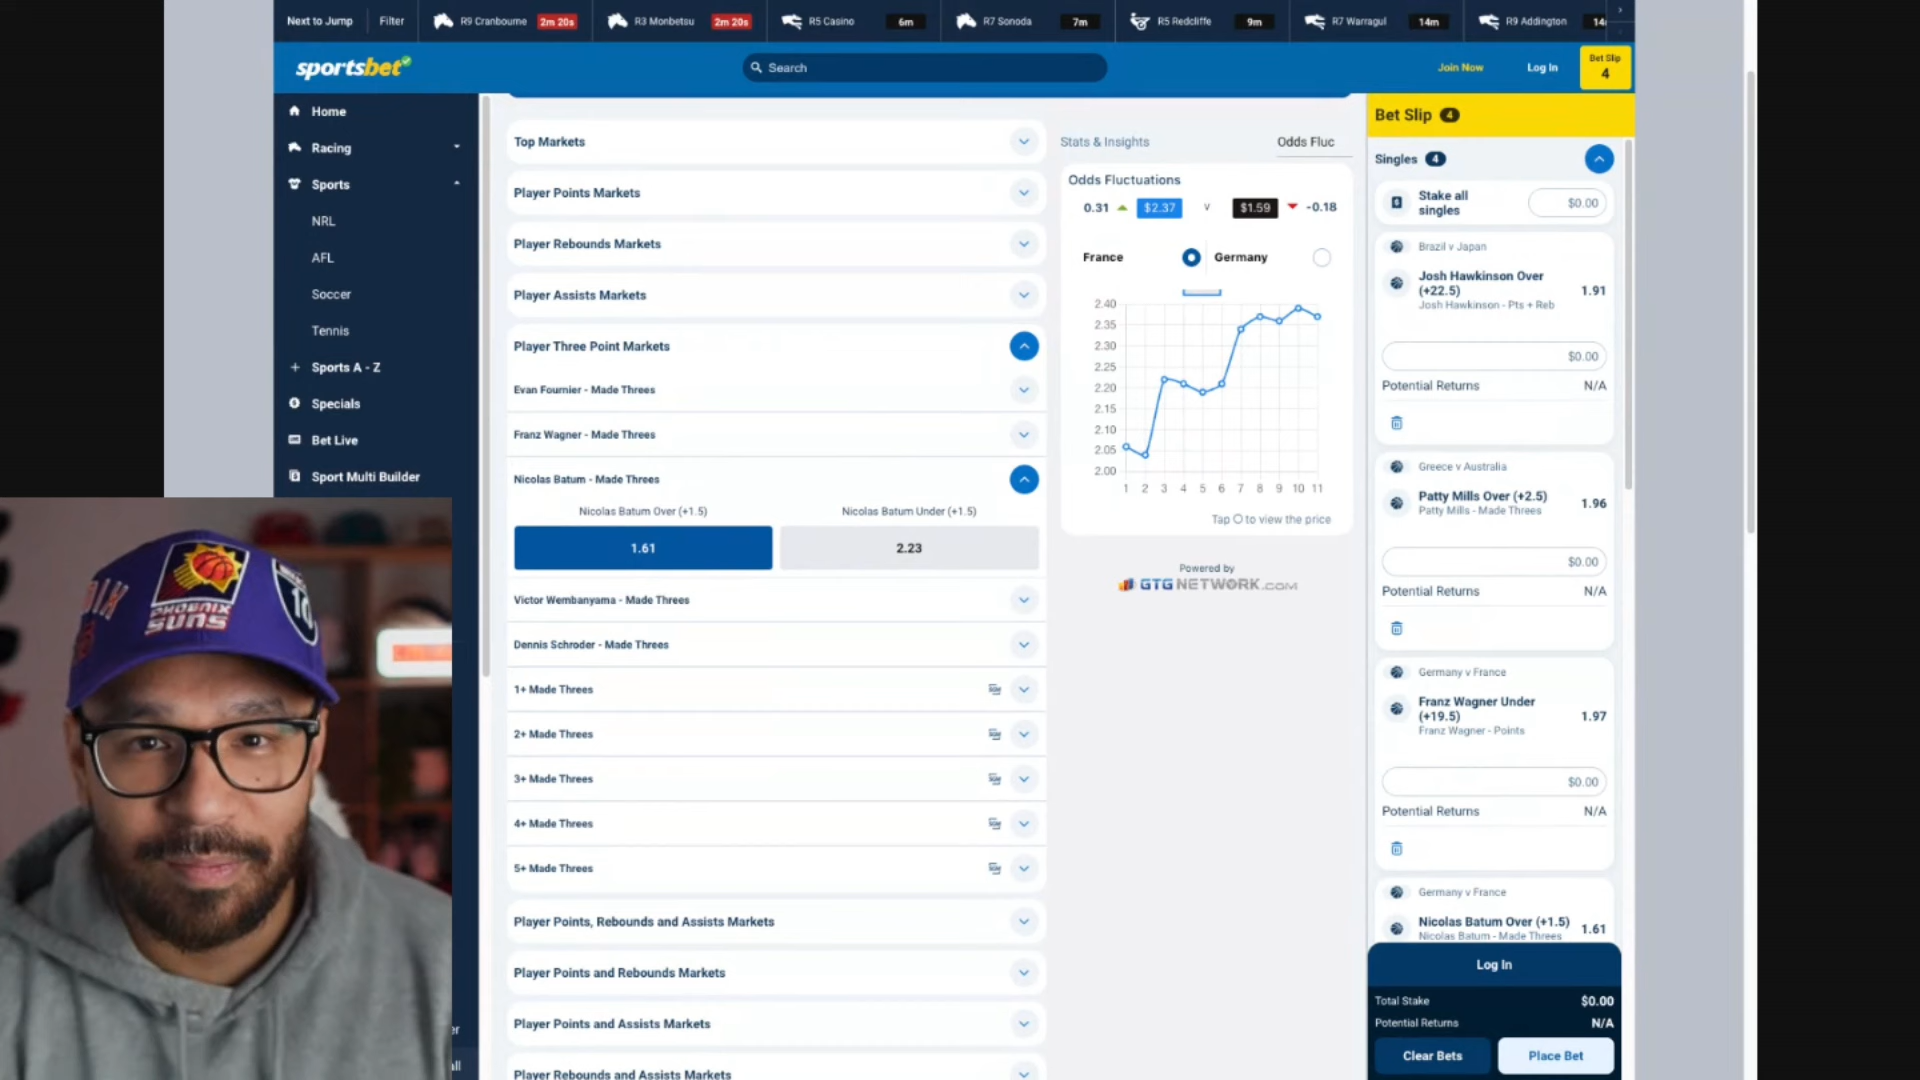 Next to Jump
Filter
R9 Cranbourne 2m 20s
R3 Monbetsu 2m 20s
R5 Casino 6m
R7 Sonoda 7m
R5 Redcliffe 9m
R7 Warragul 14m
R9 Addington
sportsbet
Search
Join Now
Log In
Bet Slip
4
Home
Racing
Sports
NRL
AFL
Soccer
Tennis
Sports A - Z
Specials
Bet Live
Sport Multi Builder
Top Markets
Player Points Markets
Player Rebounds Markets
Player Assists Markets
Player Three Point Markets
Evan Fournier - Made Threes
Franz Wagner - Made Threes
Nicolas Batum - Made Threes
Nicolas Batum Over (+1.5)
Nicolas Batum Under (+1.5)
1.61
2.23
Victor Wembanyama - Made Threes
Dennis Schroder - Made Threes
1+ Made Threes
2+ Made Threes
3+ Made Threes
4+ Made Threes
5+ Made Threes
Player Points, Rebounds and Assists Markets
Player Points and Rebounds Markets
Player Points and Assists Markets
Player Rebounds and Assists Markets
Stats & Insights
Odds Fluc
Odds Fluctuations
0.31 $2.37 v $1.59 -0.18
France
Germany
2.40
2.35
2.30
2.25
2.20
2.15
2.10
2.05
2.00
1 2 3 4 5 6 7 8 9 10 11
Tap O to view the price
Powered by
GTG NETWORK.COM
Bet Slip 4
Singles 4
Stake all
singles
$0.00
Brazil v Japan
Josh Hawkinson Over
(+22.5)
1.91
Josh Hawkinson - Pts + Reb
$0.00
Potential Returns N/A
Greece v Australia
Patty Mills Over (+2.5)
1.96
Patty Mills - Made Threes
$0.00
Potential Returns N/A
Germany v France
Franz Wagner Under
(+19.5)
1.97
Franz Wagner - Points
$0.00
Potential Returns N/A
Germany v France
Nicolas Batum Over (+1.5)
1.61
Nicolas Batum - Made Threes
Log In
Total Stake $0.00
Potential Returns N/A
Clear Bets
Place Bet
PHOENIX
SUNS